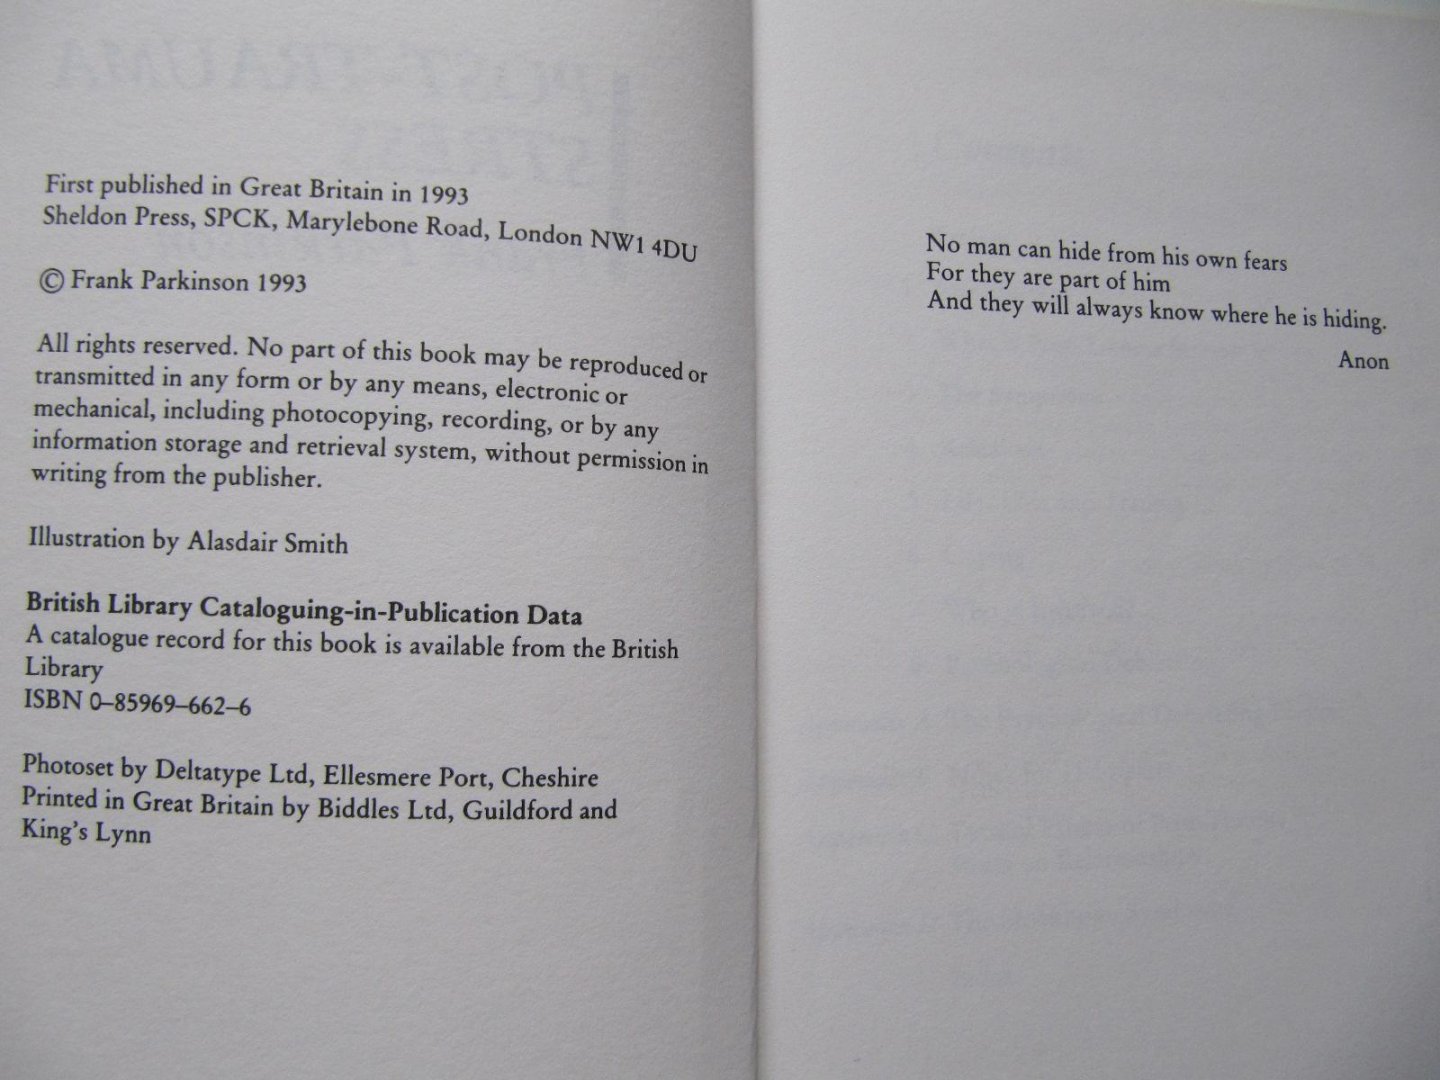 First published in Great Britain in 1993
Sheldon Press, SPCK, Marylebone Road, London NW1 4DU
© Frank Parkinson 1993
All rights reserved. No part of this book may be reproduced or
transmitted in any form or by any means, electronic or
mechanical, including photocopying, recording, or by any
information storage and retrieval system, without permission in
writing from the publisher.
Illustration by Alasdair Smith
British Library Cataloguing-in-Publication Data
A catalogue record for this book is available from the British
Library
ISBN 0–85969–662–6
Photoset by Deltatype Ltd, Ellesmere Port, Cheshire
Printed in Great Britain by Biddles Ltd, Guildford and
King's Lynn
No man can hide from his own fears
For they are part of him
And they will always know where he is hiding.
Anon